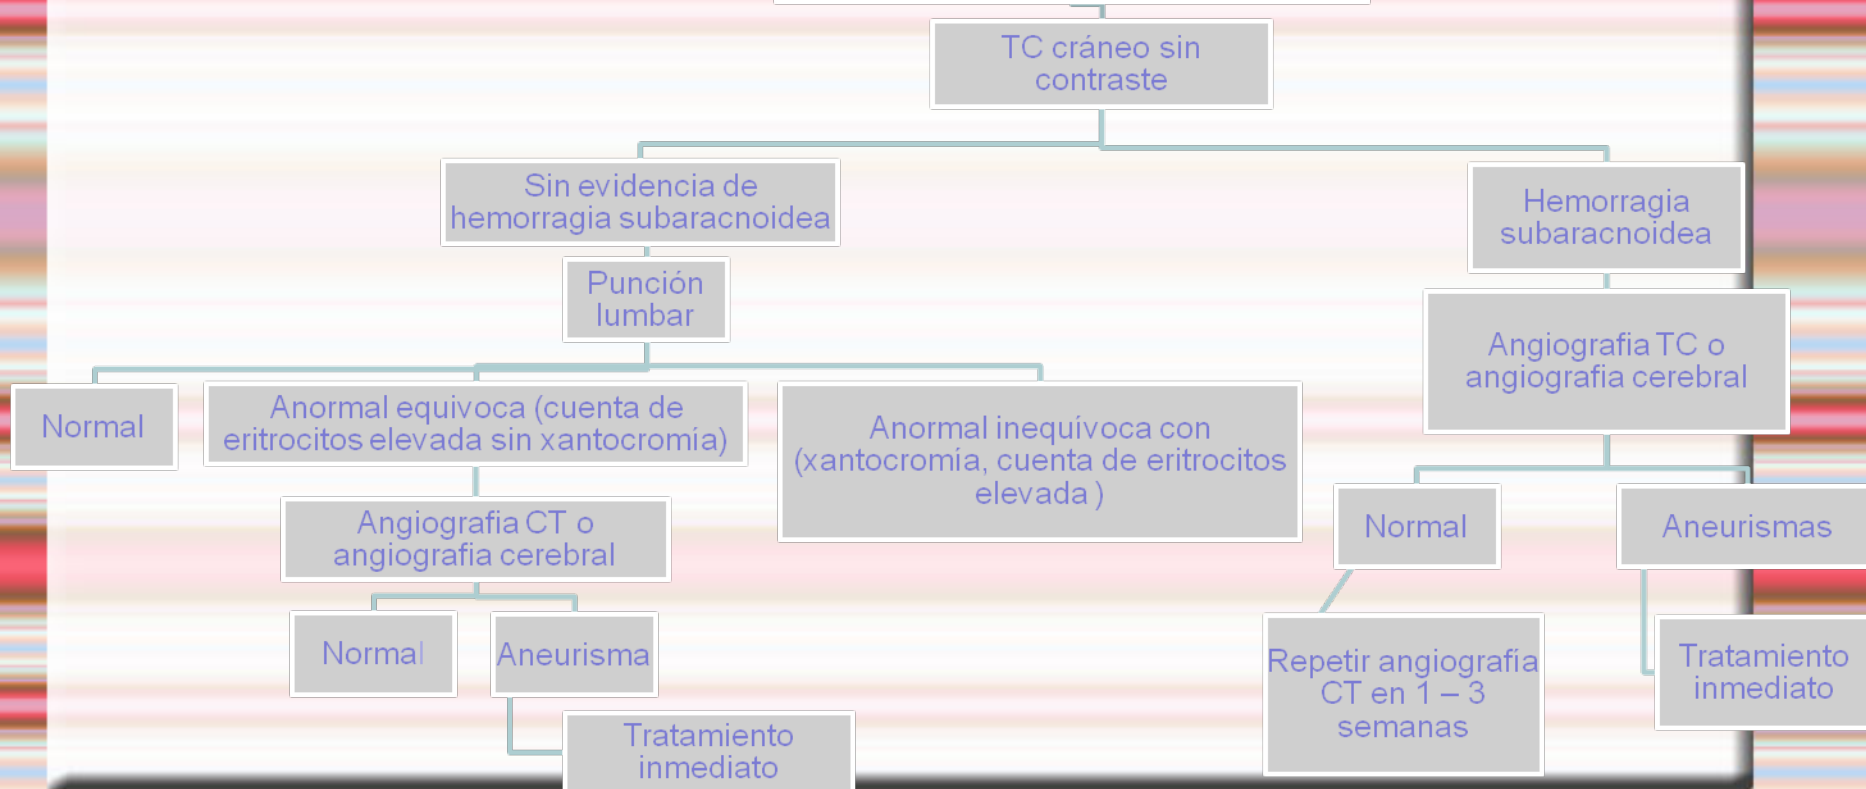 TC cráneo sin
contraste
Sin evidencia de
hemorragia subaracnoidea
Hemorragia
subaracnoidea
Punción
lumbar
Angiografia TC o
angiografia cerebral
Normal
Anormal equivoca (cuenta de
eritrocitos elevada sin xantocromía)
Anormal inequívoca con
(xantocromía, cuenta de eritrocitos
elevada )
Angiografia CT o
angiografia cerebral
Normal
Aneurismas
Normal
Aneurisma
Repetir angiografía
CT en 1 – 3
semanas
Tratamiento
inmediato
Tratamiento
inmediato